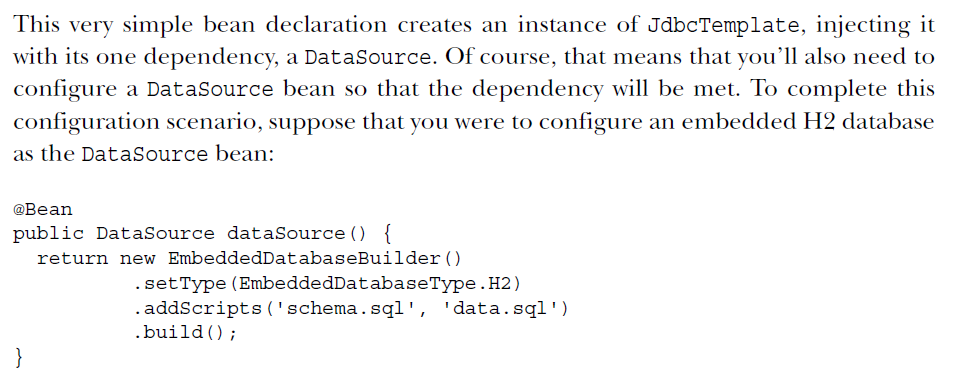 This very simple bean declaration creates an instance of JdbcTemplate, injecting it
with its one dependency, a DataSource. Of course, that means that you’ll also need to
configure a DataSource bean so that the dependency will be met. To complete this
configuration scenario, suppose that you were to configure an embedded H2 database
as the DataSource bean:
@Bean
public DataSource dataSource() {
  return new EmbeddedDatabaseBuilder()
          .setType(EmbeddedDatabaseType.H2)
          .addScripts('schema.sql', 'data.sql')
          .build();
}